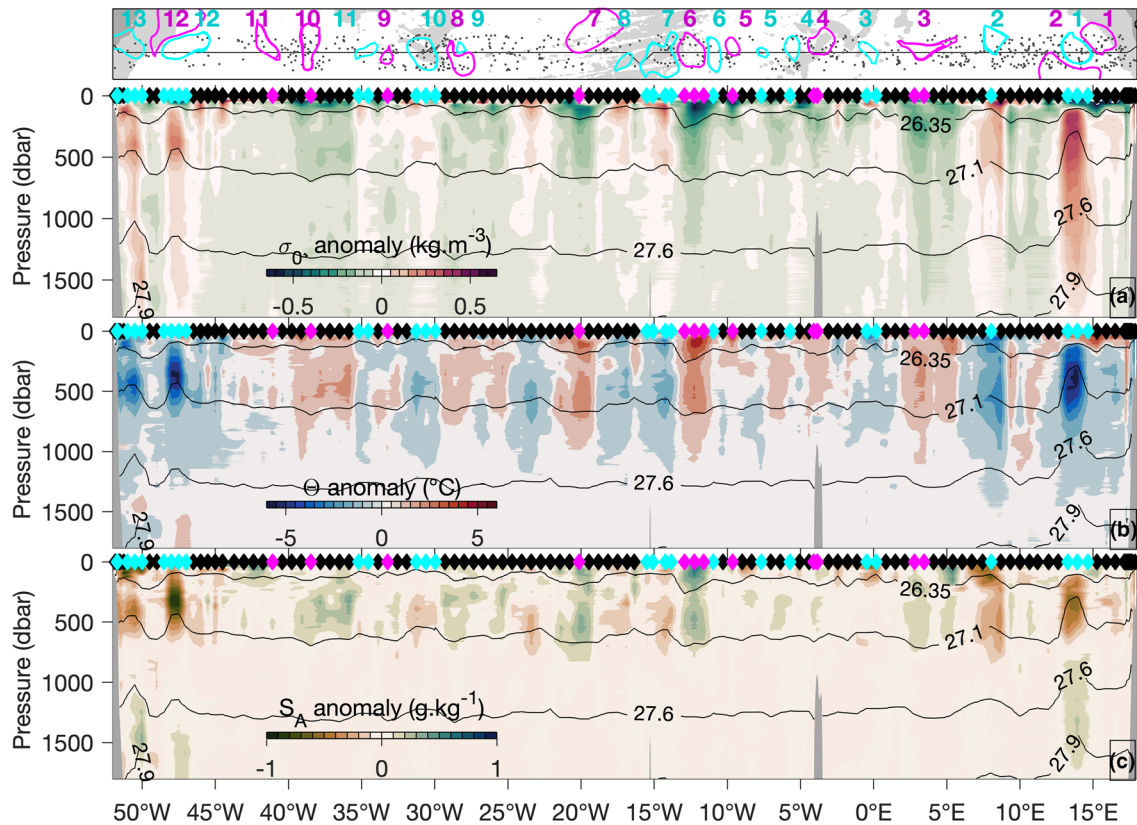 13 12 12 11 10 11 9 10 8 9 7 8 7 6 6 5 5 4 4 3 3 2 2 1 1
0
500
1000
1500
Pressure (dbar)
26.35
27.1
27.6
27.6
27.9
27.9
σ0, anomaly (kg.m-3)
-0.5 0 0.5
(a)
0
500
1000
1500
Pressure (dbar)
26.35
27.1
27.6
27.6
27.9
27.9
Θ anomaly (°C)
-5 0 5
(b)
0
500
1000
1500
Pressure (dbar)
26.35
27.1
27.6
27.6
27.9
27.9
SA anomaly (g.kg-1)
-1 0 1
(c)
50°W 45°W 40°W 35°W 30°W 25°W 20°W 15°W 10°W 5°W 0°E 5°E 10°E 15°E